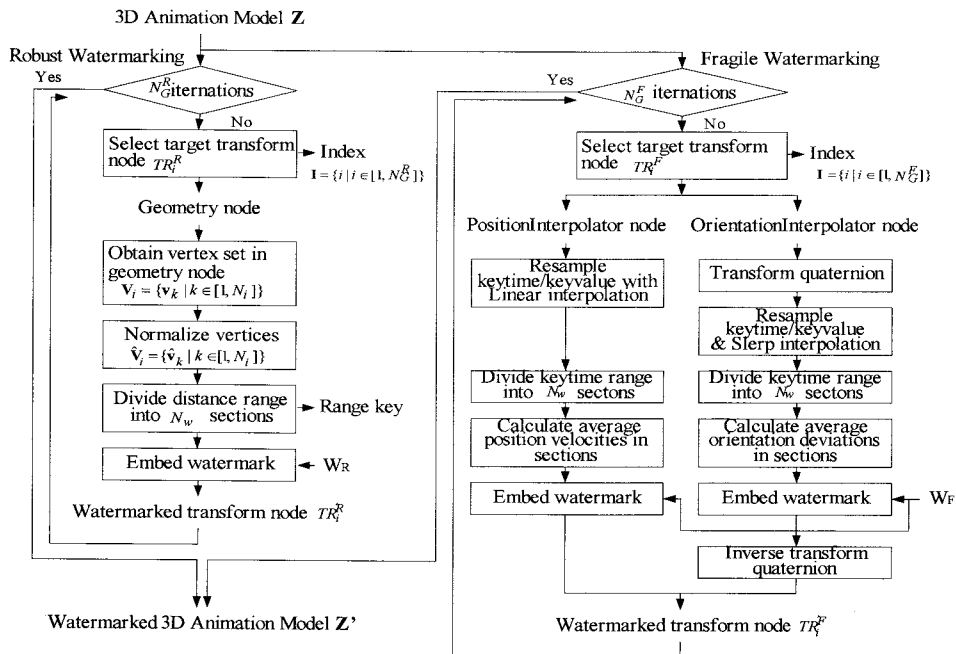 3D Animation Model Z
Robust Watermarking
Yes
N_G^R iternations
No
Select target transform
node TR_i^R
Index
I = {i | i ∈ [1, N_G^R]}
Geometry node
Obtain vertex set in
geometry node
V_i = {v_k | k ∈ [1, N_i]}
Normalize vertices
V̂_i = {v̂_k | k ∈ [1, N_i]}
Divide distance range
into N_w sections
Range key
Embed watermark
W_R
Watermarked transform node TR_i^R
Watermarked 3D Animation Model Z'
Fragile Watermarking
Yes
N_G^F iternations
No
Select target transform
node TR_i^F
Index
I = {i | i ∈ [1, N_G^F]}
PositionInterpolator node
Resample
keytime/keyvalue with
Linear interpolation
Divide keytime range
into N_w sectons
Calculate average
position velocities in
sections
Embed watermark
OrientationInterpolator node
Transform quaternion
Resample
keytime/keyvalue
& Slerp interpolation
Divide keytime range
into N_w sections
Calculate average
orientation deviations
in sections
Embed watermark
W_F
Inverse transform
quaternion
Watermarked transform node TR_i^F